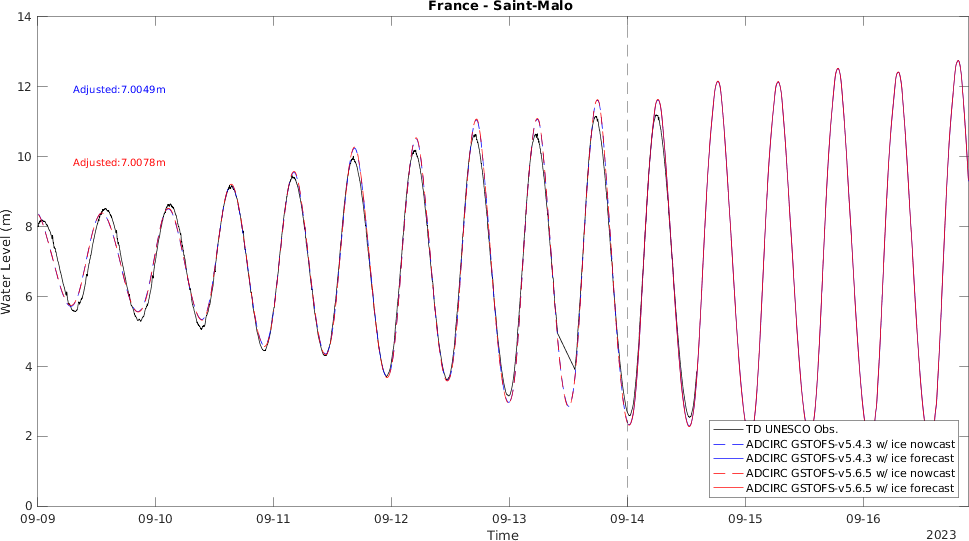 France - Saint-Malo
14
12
10
8
6
4
2
0
Water Level (m)
Adjusted:7.0049m
Adjusted:7.0078m
TD UNESCO Obs.
ADCIRC GSTOFS-v5.4.3 w/ ice nowcast
ADCIRC GSTOFS-v5.4.3 w/ ice forecast
ADCIRC GSTOFS-v5.6.5 w/ ice nowcast
ADCIRC GSTOFS-v5.6.5 w/ ice forecast
09-09 09-10 09-11 09-12 09-13 09-14 09-15 09-16
Time
2023